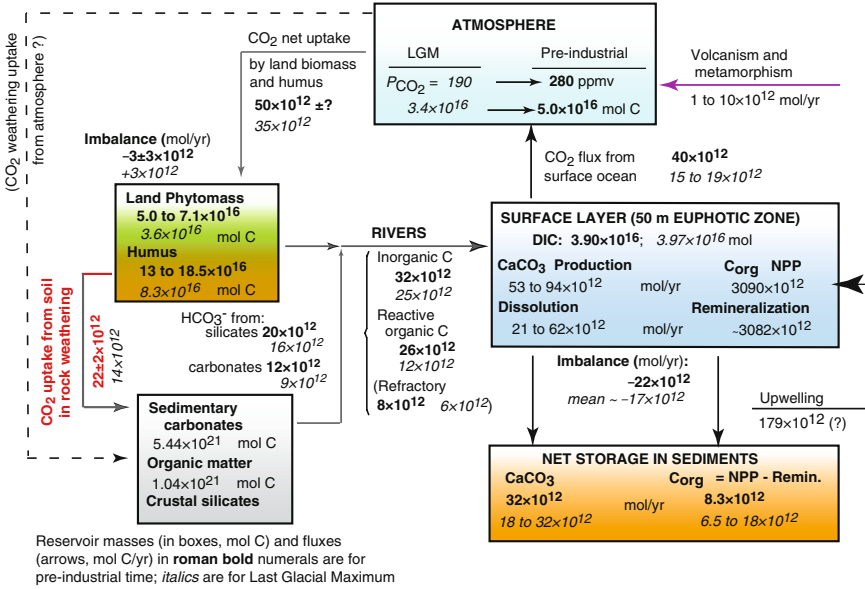 (CO2 weathering uptake
from atmosphere ?)
ATMOSPHERE
LGM Pre-industrial
PCO2 = 190 280 ppmv
3.4×10^16 5.0×10^16 mol C
CO2 net uptake
by land biomass
and humus
50×10^12 ±?
35×10^12
Volcanism and
metamorphism
1 to 10×10^12 mol/yr
Imbalance (mol/yr)
–3±3×10^12
+3×10^12
CO2 flux from
surface ocean
40×10^12
15 to 19×10^12
Land Phytomass
5.0 to 7.1×10^16
3.6×10^16 mol C
Humus
13 to 18.5×10^16
8.3×10^16 mol C
CO2 uptake from soil
in rock weathering
22±2×10^12
14×10^12
HCO3- from:
silicates 20×10^12
16×10^12
carbonates 12×10^12
9×10^12
RIVERS
Inorganic C
32×10^12
25×10^12
Reactive
organic C
26×10^12
12×10^12
(Refractory
8×10^12 6×10^12)
SURFACE LAYER (50 m EUPHOTIC ZONE)
DIC: 3.90×10^16; 3.97×10^16 mol
CaCO3 Production Corg NPP
53 to 94×10^12 mol/yr 3090×10^12
Dissolution Remineralization
21 to 62×10^12 mol/yr ~3082×10^12
Imbalance (mol/yr):
–22×10^12
mean ~ –17×10^12
Upwelling
179×10^12 (?)
Sedimentary
carbonates
5.44×10^21 mol C
Organic matter
1.04×10^21 mol C
Crustal silicates
NET STORAGE IN SEDIMENTS
CaCO3 Corg = NPP - Remin.
32×10^12 mol/yr 8.3×10^12
18 to 32×10^12 6.5 to 18×10^12
Reservoir masses (in boxes, mol C) and fluxes
(arrows, mol C/yr) in roman bold numerals are for
pre-industrial time; italics are for Last Glacial Maximum